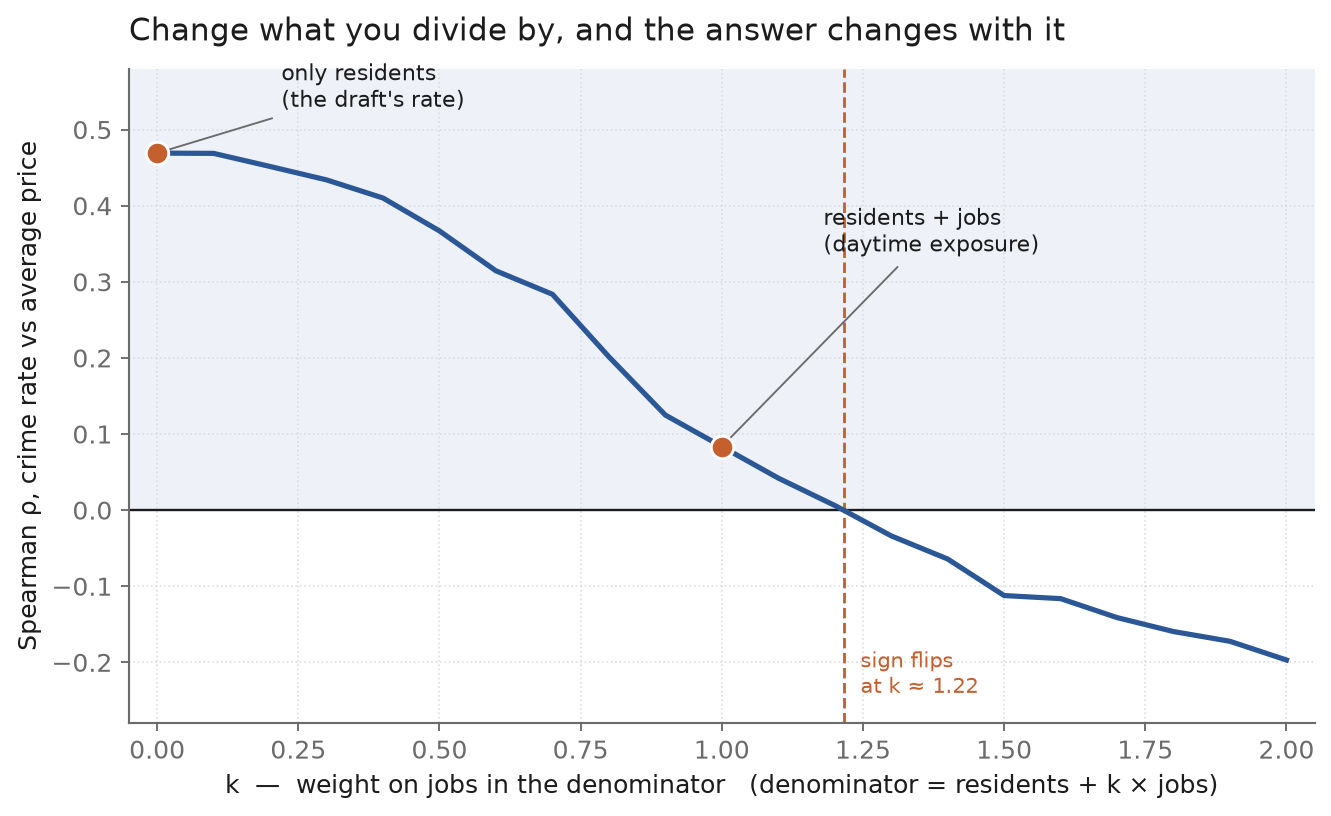 Change what you divide by, and the answer changes with it
only residents
(the draft's rate)
residents + jobs
(daytime exposure)
sign flips
at k ≈ 1.22
Spearman ρ, crime rate vs average price
0.5
0.4
0.3
0.2
0.1
0.0
−0.1
−0.2
0.00 0.25 0.50 0.75 1.00 1.25 1.50 1.75 2.00
k — weight on jobs in the denominator (denominator = residents + k × jobs)